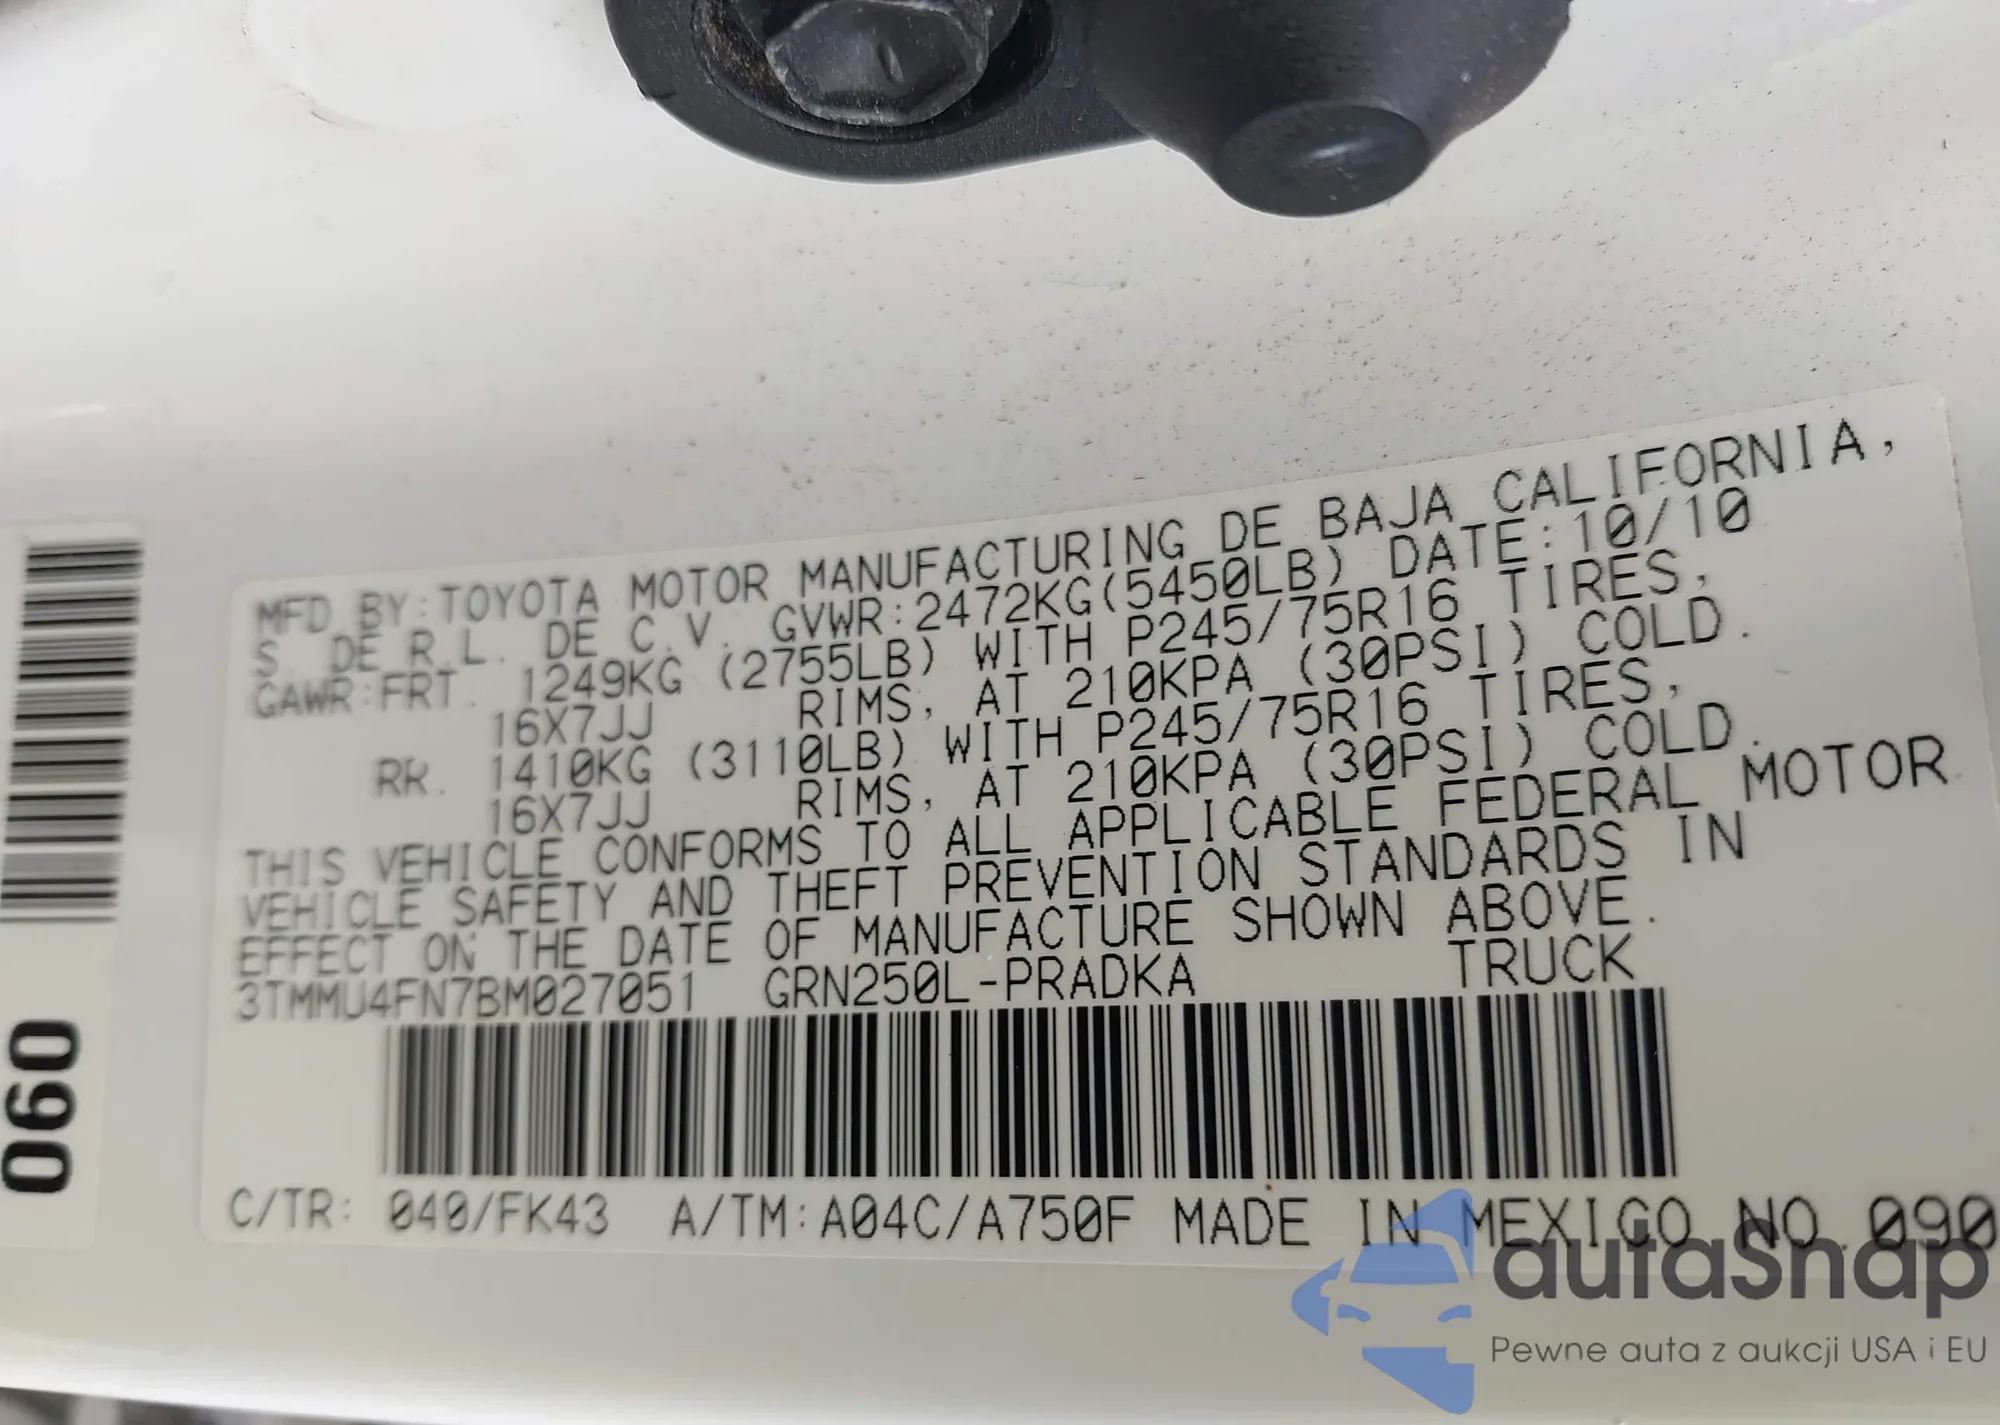 MFD.BY:TOYOTA MOTOR MANUFACTURING DE BAJA CALIFORNIA,
S. DE R.L. DE C.V. GVWR:2472KG(5450LB) DATE:10/10
GAWR:FRT. 1249KG (2755LB) WITH P245/75R16 TIRES,
16X7JJ RIMS, AT 210KPA (30PSI) COLD.
RR. 1410KG (3110LB) WITH P245/75R16 TIRES,
16X7JJ RIMS, AT 210KPA (30PSI) COLD.
THIS VEHICLE CONFORMS TO ALL APPLICABLE FEDERAL MOTOR
VEHICLE SAFETY AND THEFT PREVENTION STANDARDS IN
EFFECT ON THE DATE OF MANUFACTURE SHOWN ABOVE.
3TMMU4FN7BM027051 GRN250L-PRADKA TRUCK
C/TR: 040/FK43 A/TM:A04C/A750F MADE IN MEXICO NO.090
060
autaSnap
Pewne auta z aukcji USA i EU